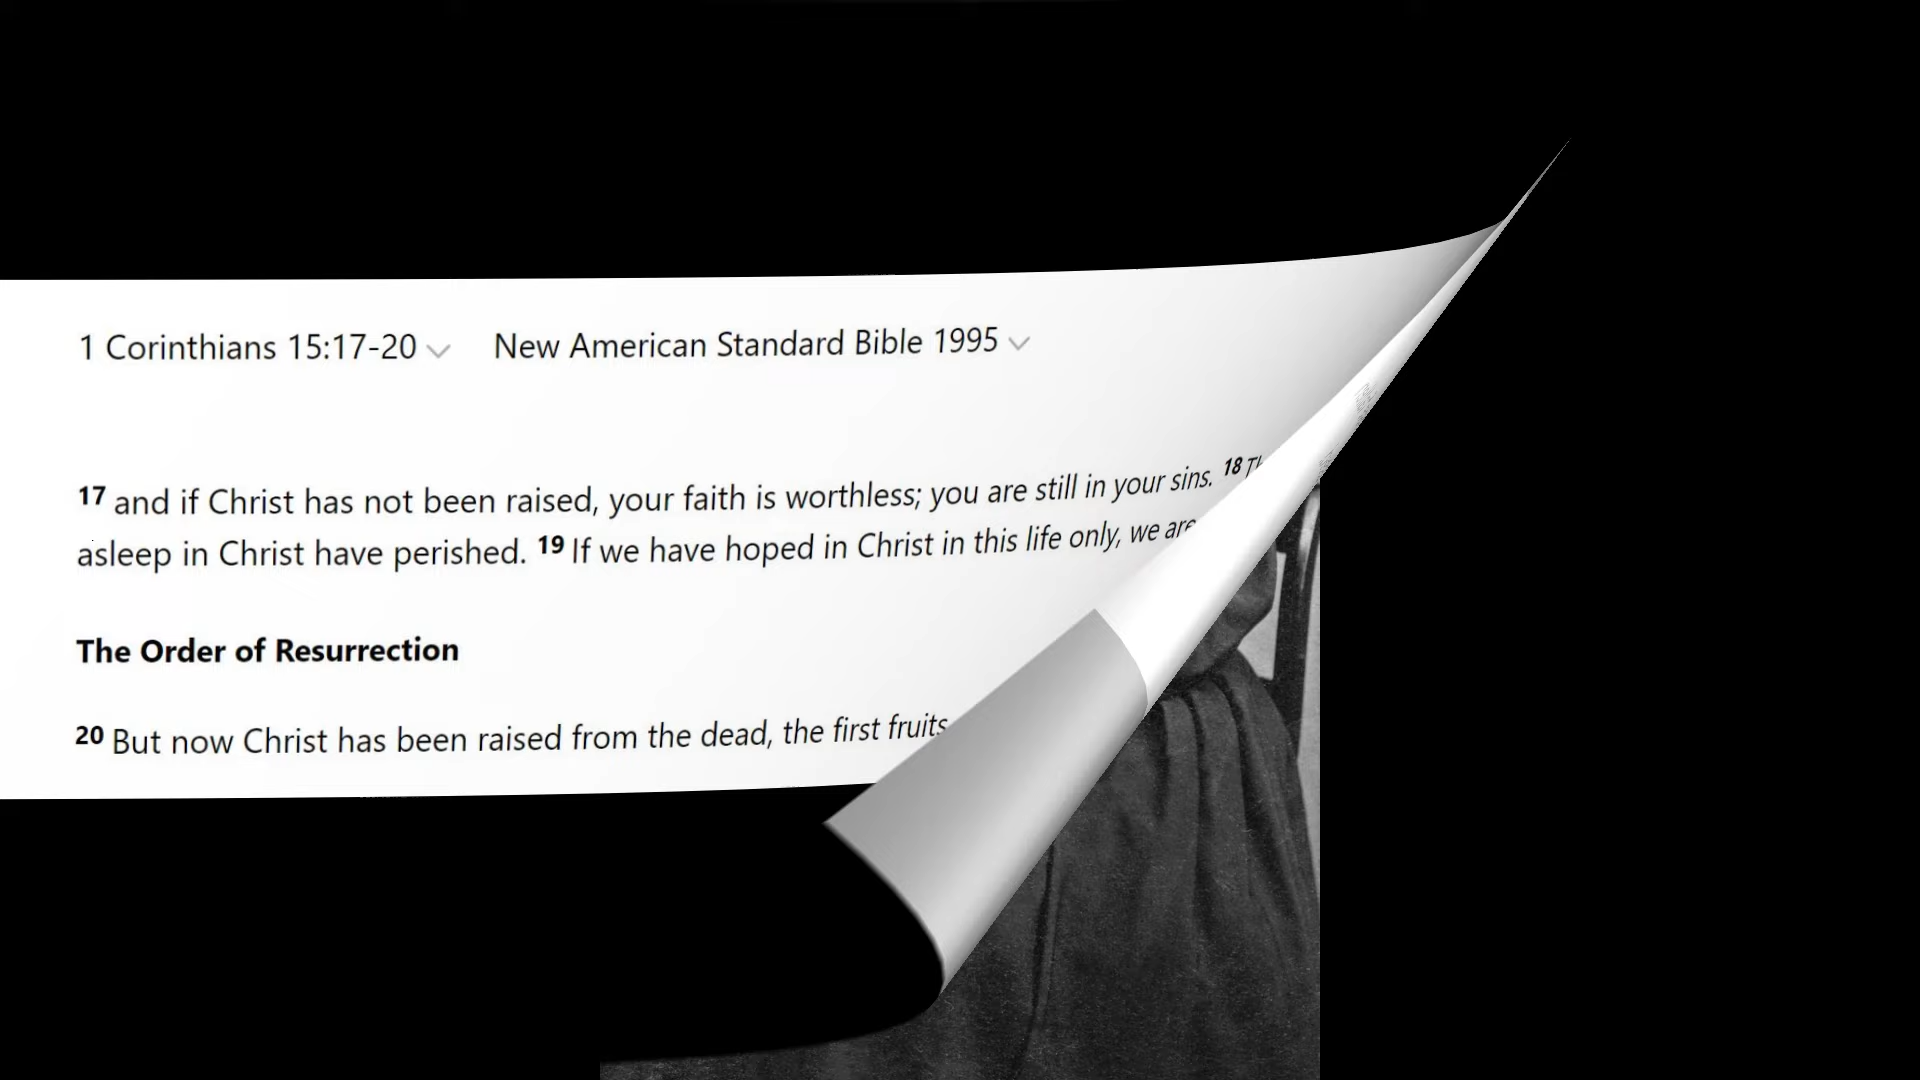 1 Corinthians 15:17-20 New American Standard Bible 1995
17 and if Christ has not been raised, your faith is worthless; you are still in your sins. 18
asleep in Christ have perished. 19 If we have hoped in Christ in this life only, we are
The Order of Resurrection
20 But now Christ has been raised from the dead, the first fruits